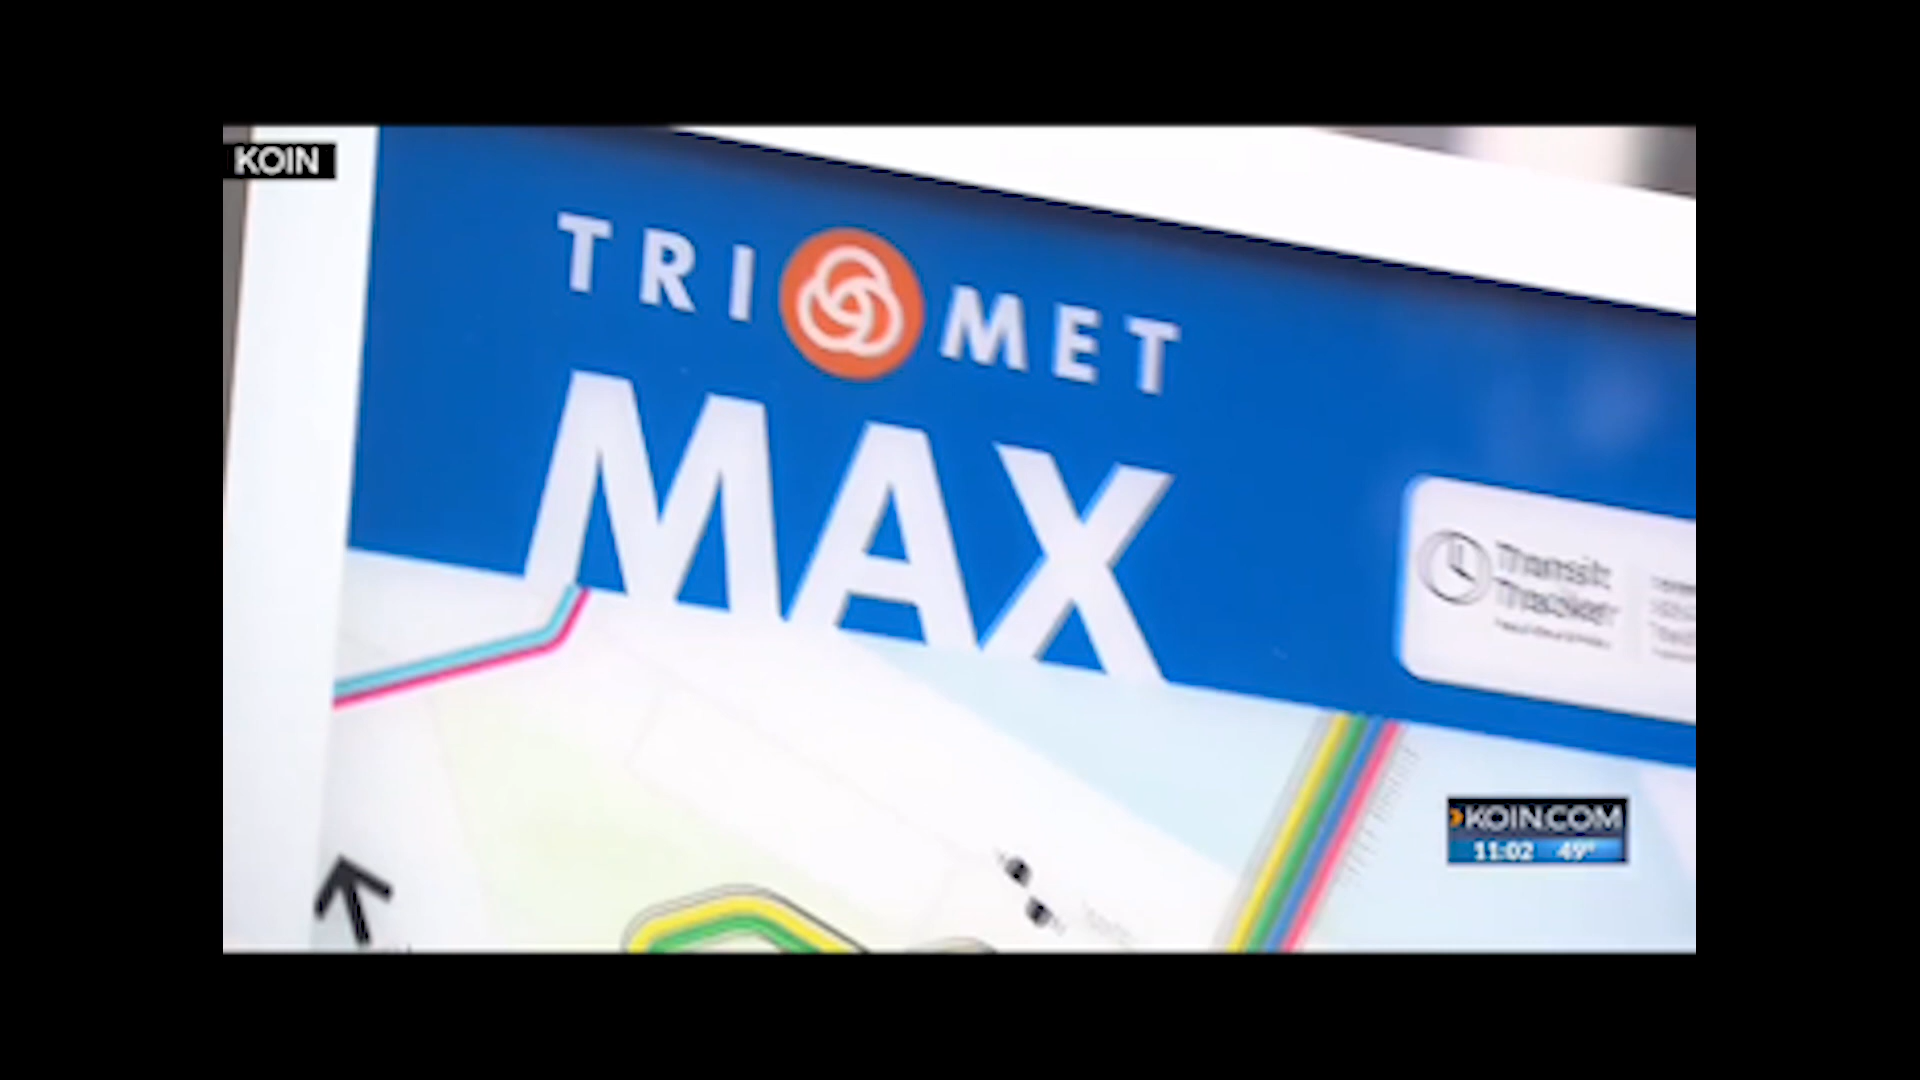 KOIN
TRI MET
MAX
Transit
Tracker
KOIN.COM
11:02 49°